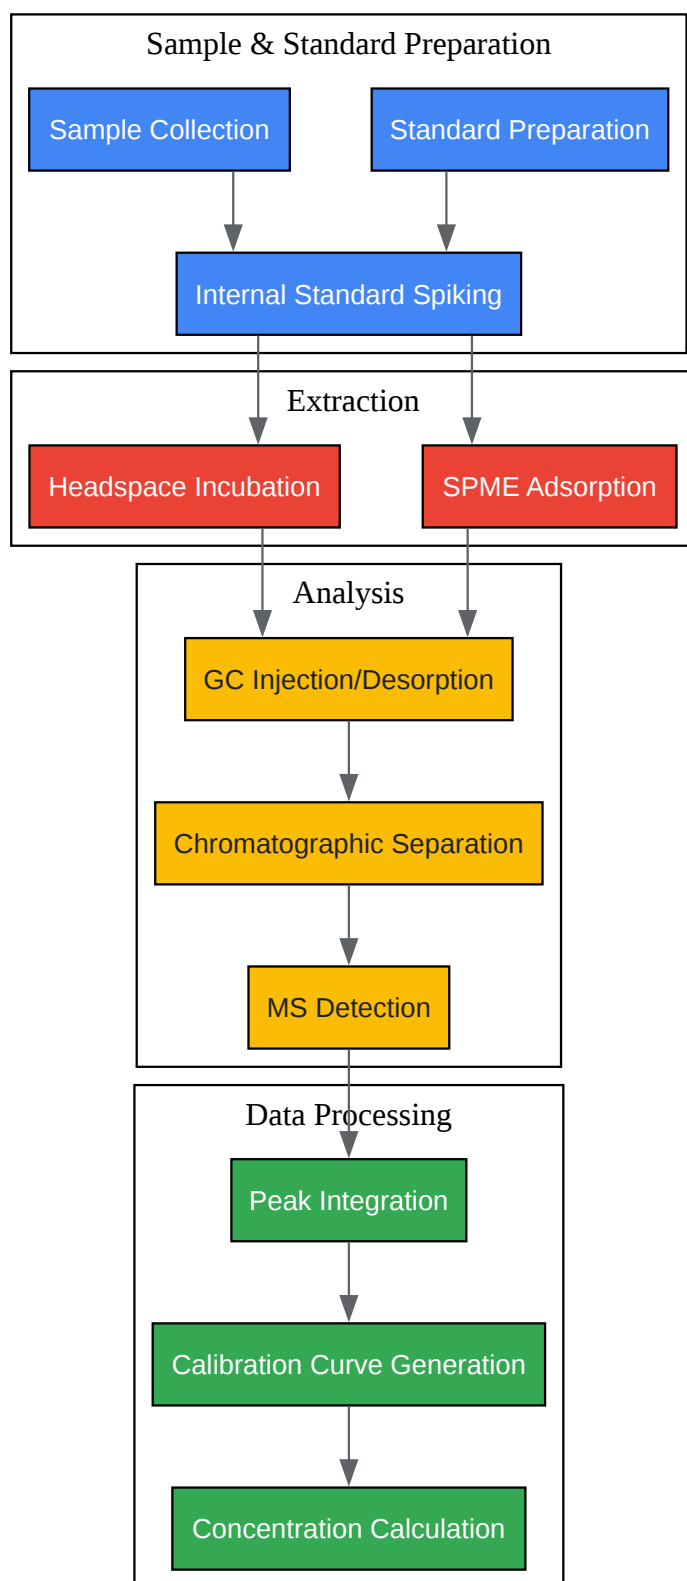 Sample & Standard Preparation
Sample Collection
Standard Preparation
Internal Standard Spiking
Extraction
Headspace Incubation
SPME Adsorption
Analysis
GC Injection/Desorption
Chromatographic Separation
MS Detection
Data Processing
Peak Integration
Calibration Curve Generation
Concentration Calculation